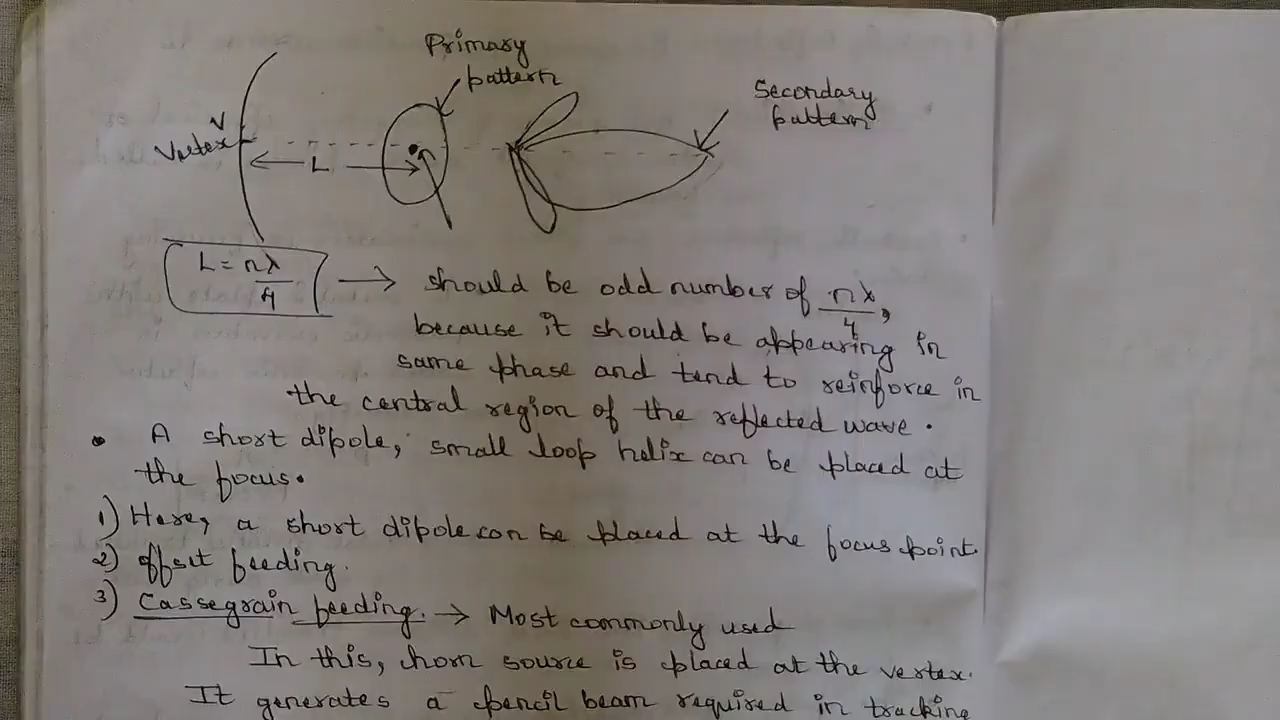 Primary
pattern
Secondary
pattern
V
Vertex
L
L = nλ/4 → should be odd number of nλ/4,
because it should be appearing in
same phase and tend to reinforce in
the central region of the reflected wave.
• A short dipole, small loop helix can be placed at
the focus.
1) Here, a short dipole can be placed at the focus point.
2) offset feeding.
3) Cassegrain feeding. → Most commonly used
In this, horn source is placed at the vertex.
It generates a pencil beam required in tracking